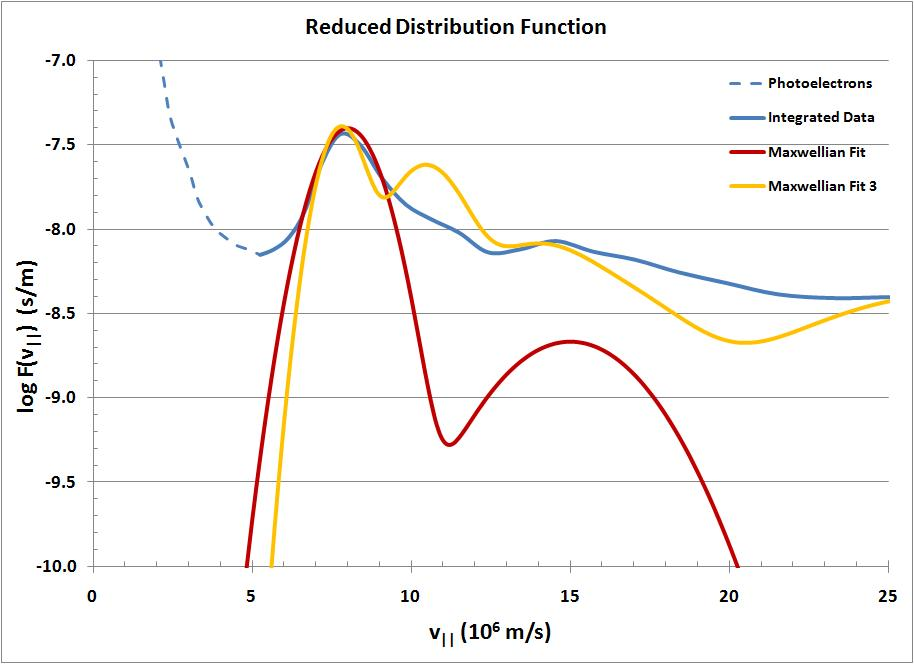 Reduced Distribution Function
-7.0
-7.5
-8.0
-8.5
-9.0
-9.5
-10.0
log F(v||) (s/m)
Photoelectrons
Integrated Data
Maxwellian Fit
Maxwellian Fit 3
0
5
10
15
20
25
v|| (10⁶ m/s)